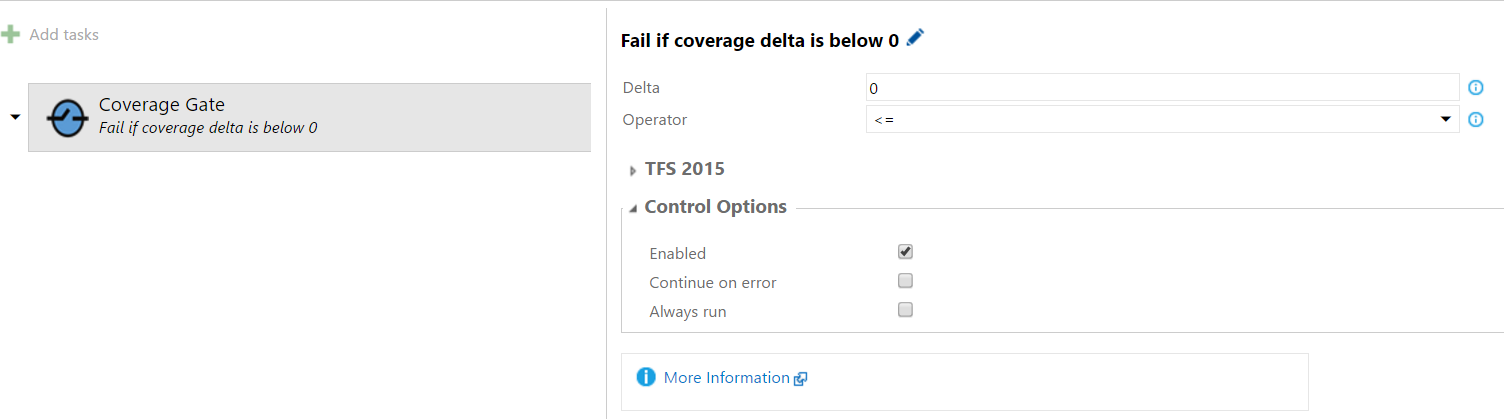 Add tasks
Coverage Gate
Fail if coverage delta is below 0
Fail if coverage delta is below 0
Delta
0
Operator
<=
TFS 2015
Control Options
Enabled
Continue on error
Always run
More Information